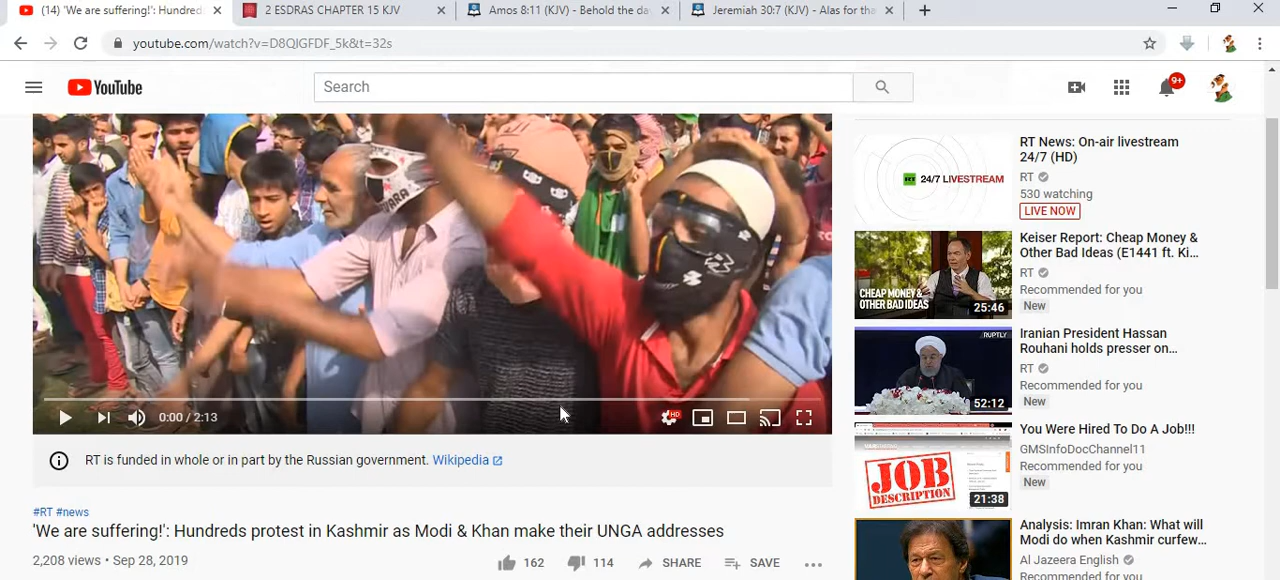 (14) 'We are suffering!': Hundred
2 ESDRAS CHAPTER 15 KJV
Amos 8:11 (KJV) - Behold the da
Jeremiah 30:7 (KJV) - Alas for tha
youtube.com/watch?v=D8QlGFDF_5k&t=32s
YouTube
Search
9+
0:00 / 2:13
HD
RT is funded in whole or in part by the Russian government. Wikipedia
#RT #news
'We are suffering!': Hundreds protest in Kashmir as Modi & Khan make their UNGA addresses
2,208 views • Sep 28, 2019
162
114
SHARE
SAVE
RT 24/7 LIVESTREAM
RT News: On-air livestream
24/7 (HD)
RT
530 watching
LIVE NOW
CHEAP MONEY &
OTHER BAD IDEAS
25:46
Keiser Report: Cheap Money &
Other Bad Ideas (E1441 ft. Ki...
RT
Recommended for you
New
RUPTLY
52:12
Iranian President Hassan
Rouhani holds presser on...
RT
Recommended for you
New
JOB
DESCRIPTION
21:38
You Were Hired To Do A Job!!!
GMSInfoDocChannel11
Recommended for you
New
Analysis: Imran Khan: What will
Modi do when Kashmir curfew...
Al Jazeera English
Recommended for you